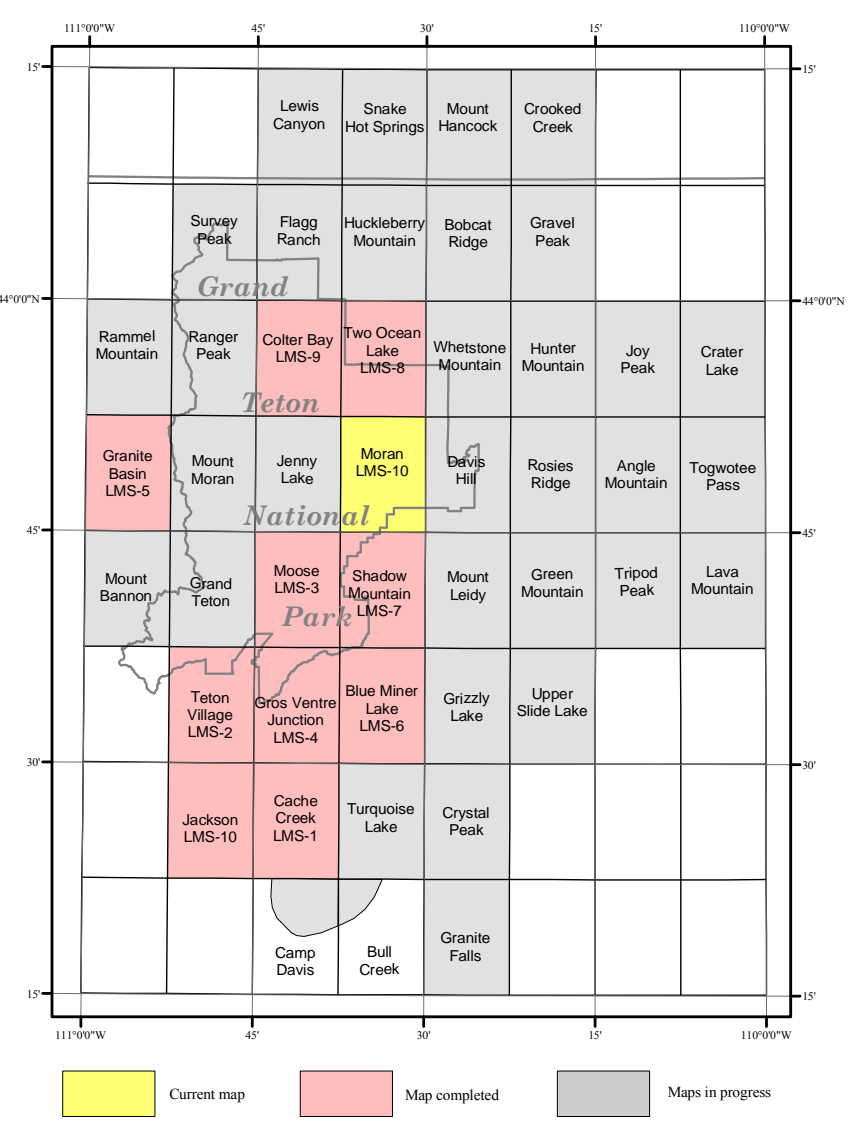 111°0'0"W 45' 30' 15' 110°0'0"W
15' 15'
Lewis
Canyon
Snake
Hot Springs
Mount
Hancock
Crooked
Creek
Survey
Peak
Flagg
Ranch
Huckleberry
Mountain
Bobcat
Ridge
Gravel
Peak
Grand
44°0'0"N 44°0'0"N
Rammel
Mountain
Ranger
Peak
Colter Bay
LMS-9
Two Ocean
Lake
LMS-8
Whetstone
Mountain
Hunter
Mountain
Joy
Peak
Crater
Lake
Teton
Granite
Basin
LMS-5
Mount
Moran
Jenny
Lake
Moran
LMS-10
Davis
Hill
Rosies
Ridge
Angle
Mountain
Togwotee
Pass
National
45' 45'
Mount
Bannon
Grand
Teton
Moose
LMS-3
Shadow
Mountain
LMS-7
Mount
Leidy
Green
Mountain
Tripod
Peak
Lava
Mountain
Park
Teton
Village
LMS-2
Gros Ventre
Junction
LMS-4
Blue Miner
Lake
LMS-6
Grizzly
Lake
Upper
Slide Lake
30' 30'
Jackson
LMS-10
Cache
Creek
LMS-1
Turquoise
Lake
Crystal
Peak
Camp
Davis
Bull
Creek
Granite
Falls
15' 15'
111°0'0"W 45' 30' 15' 110°0'0"W
Current map
Map completed
Maps in progress